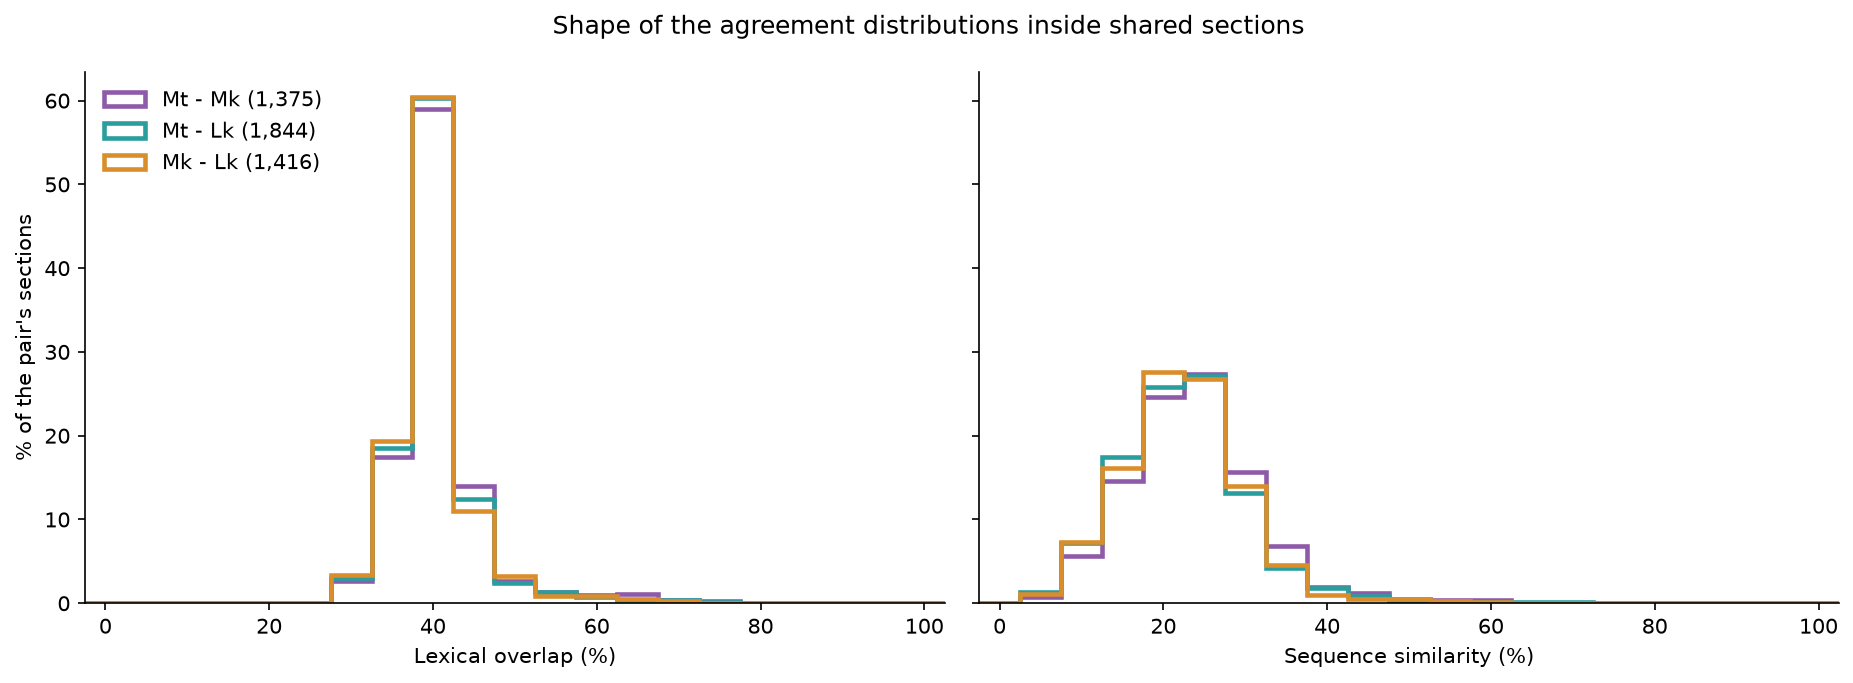 Shape of the agreement distributions inside shared sections
Mt - Mk (1,375)
Mt - Lk (1,844)
Mk - Lk (1,416)
% of the pair's sections
60
50
40
30
20
10
0
0 20 40 60 80 100
Lexical overlap (%)
0 20 40 60 80 100
Sequence similarity (%)